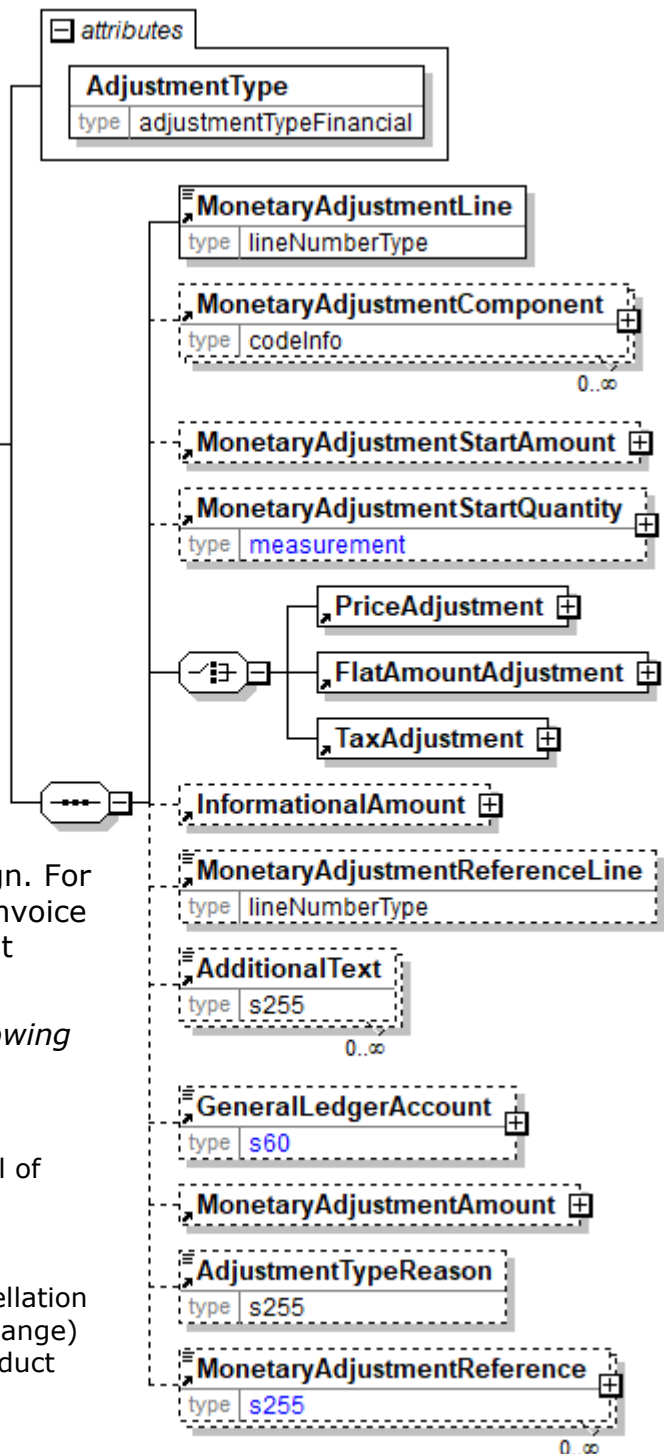 attributes
AdjustmentType
type adjustmentTypeFinancial
MonetaryAdjustmentLine
type lineNumberType
MonetaryAdjustmentComponent
type codeInfo
0..∞
MonetaryAdjustmentStartAmount
MonetaryAdjustmentStartQuantity
type measurement
PriceAdjustment
FlatAmountAdjustment
TaxAdjustment
InformationalAmount
MonetaryAdjustmentReferenceLine
type lineNumberType
AdditionalText
type s255
0..∞
GeneralLedgerAccount
type s60
MonetaryAdjustmentAmount
AdjustmentTypeReason
type s255
MonetaryAdjustmentReference
type s255
0..∞
gn. For
nvoice
t
owing
l of
ellation
ange)
duct